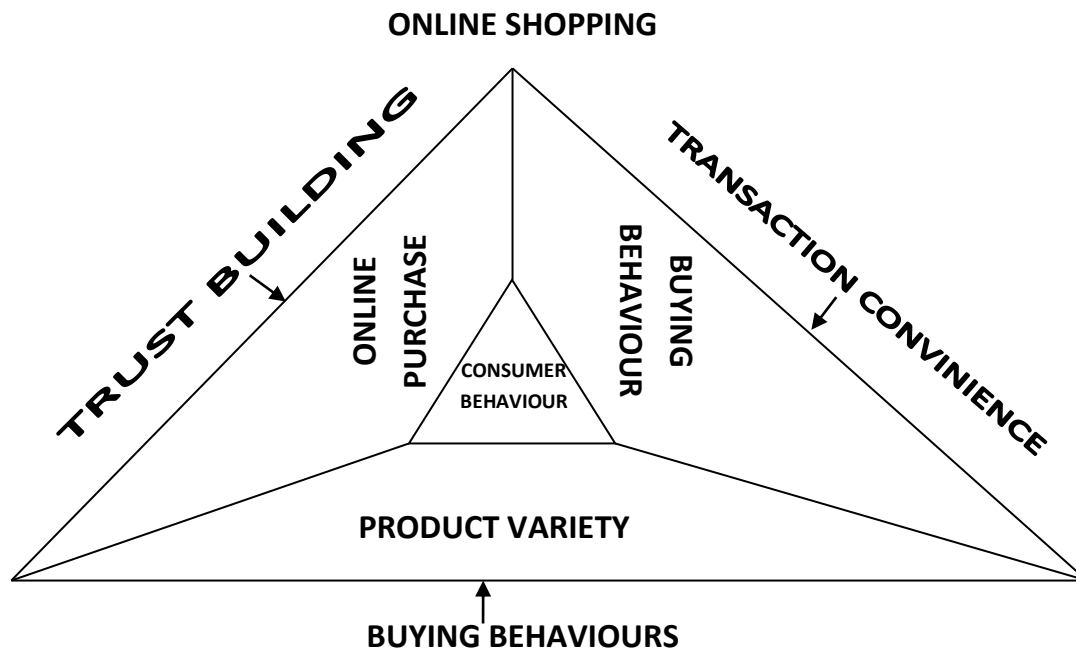 ONLINE SHOPPING
TRUST BUILDING
TRANSACTION CONVINIENCE
ONLINE
PURCHASE
BUYING
BEHAVIOUR
CONSUMER
BEHAVIOUR
PRODUCT VARIETY
BUYING BEHAVIOURS